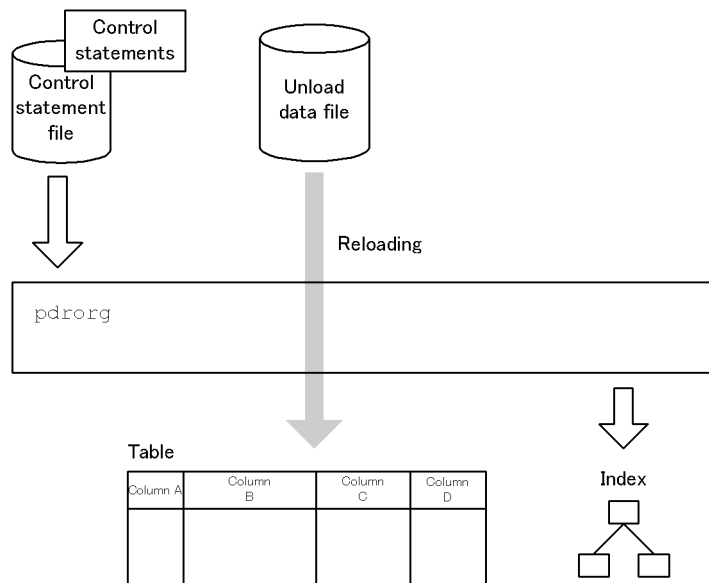 Control
statements
Control
statement
file
Unload
data file
Reloading
pdrorg
Table
Column A
Column
B
Column
C
Column
D
Index